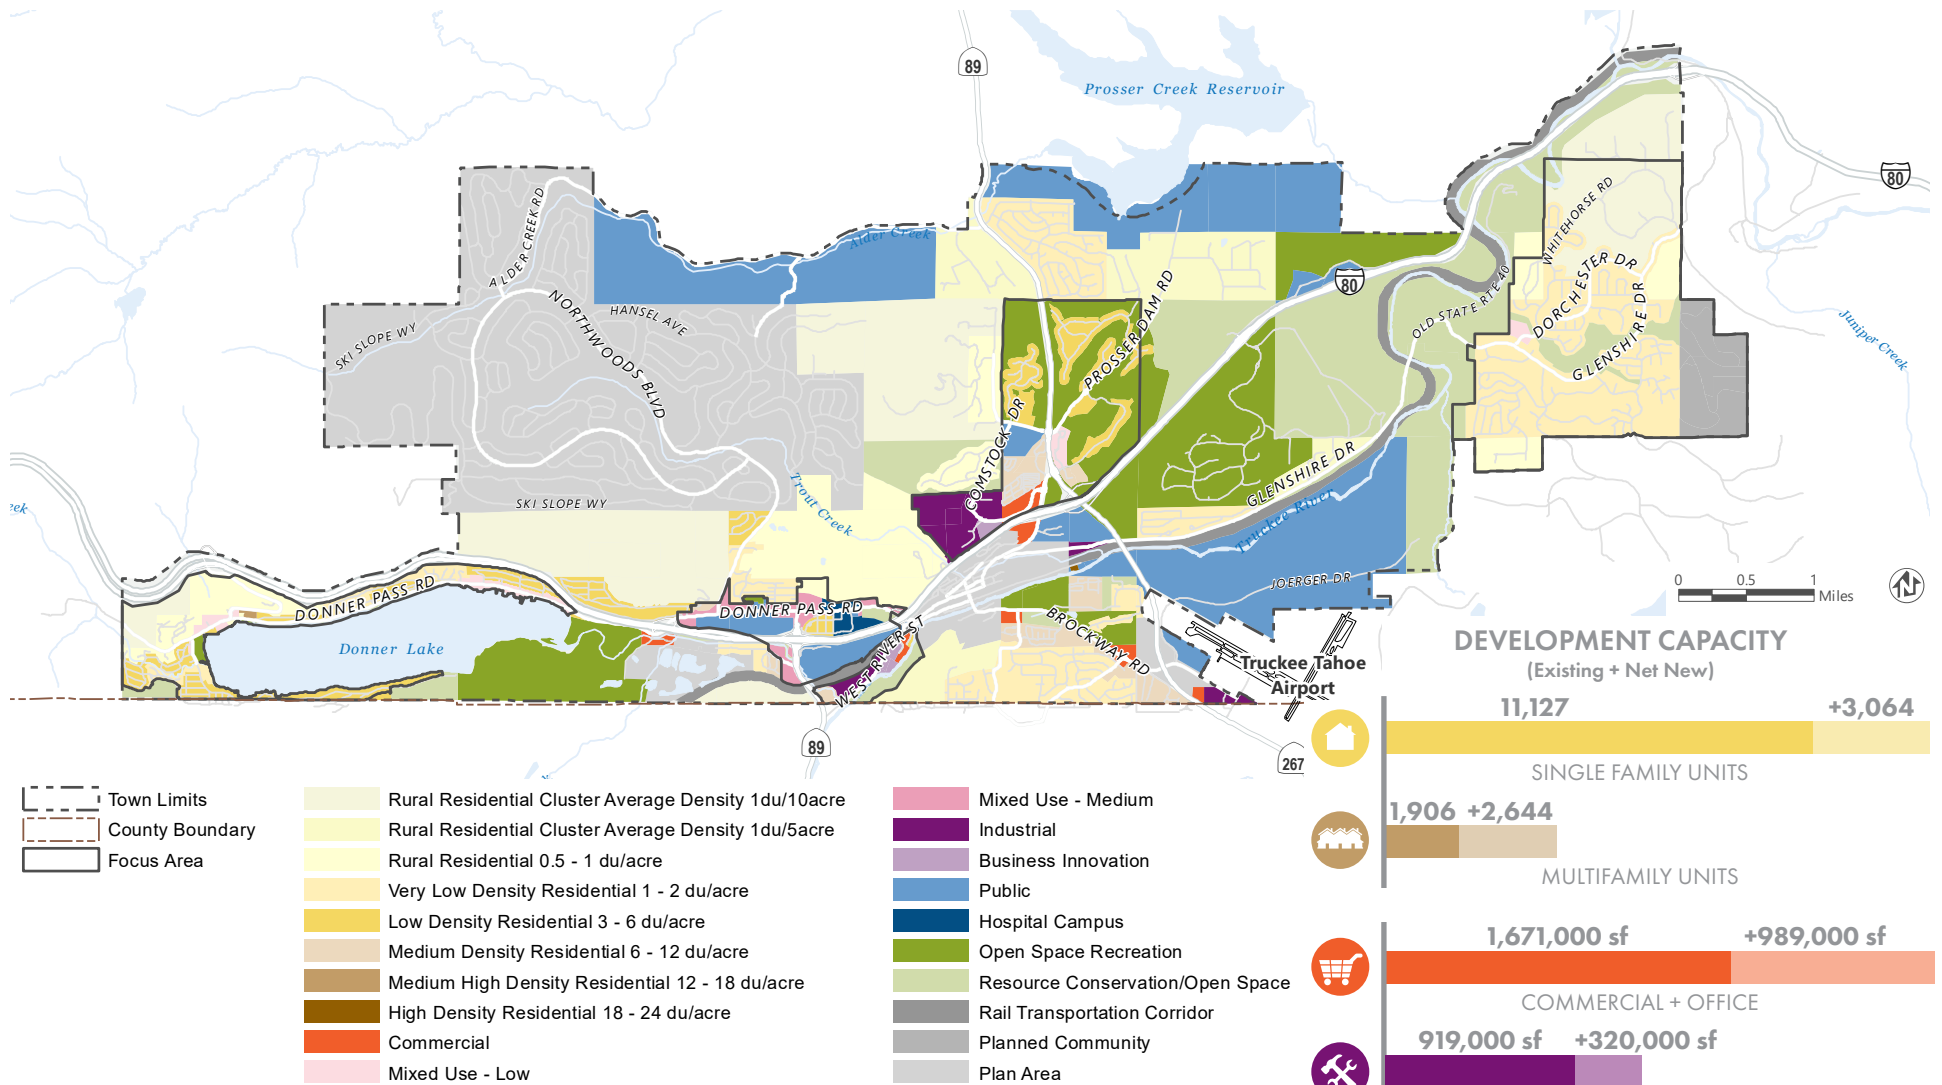 89
Prosser Creek Reservoir
80
ALDER CREEK RD
Alder Creek
WHITEHORSE RD
NORTHWOODS BLVD
HANSEL AVE
SKI SLOPE WY
PROSSER DAM RD
80
OLD STATE RTE 40
DORCHESTER DR
GLENSHIRE DR
Juniper Creek
COMSTOCK DR
GLENSHIRE DR
Trout Creek
SKI SLOPE WY
eek
Truckee River
JOERGER DR
DONNER PASS RD
DONNER PASS RD
BROCKWAY RD
WEST RIVER ST
Donner Lake
Truckee Tahoe
Airport
89
267
0 0.5 1
Miles
N
DEVELOPMENT CAPACITY
(Existing + Net New)
11,127 +3,064
SINGLE FAMILY UNITS
1,906 +2,644
MULTIFAMILY UNITS
1,671,000 sf +989,000 sf
COMMERCIAL + OFFICE
919,000 sf +320,000 sf
Town Limits
County Boundary
Focus Area
Rural Residential Cluster Average Density 1du/10acre
Rural Residential Cluster Average Density 1du/5acre
Rural Residential 0.5 - 1 du/acre
Very Low Density Residential 1 - 2 du/acre
Low Density Residential 3 - 6 du/acre
Medium Density Residential 6 - 12 du/acre
Medium High Density Residential 12 - 18 du/acre
High Density Residential 18 - 24 du/acre
Commercial
Mixed Use - Low
Mixed Use - Medium
Industrial
Business Innovation
Public
Hospital Campus
Open Space Recreation
Resource Conservation/Open Space
Rail Transportation Corridor
Planned Community
Plan Area